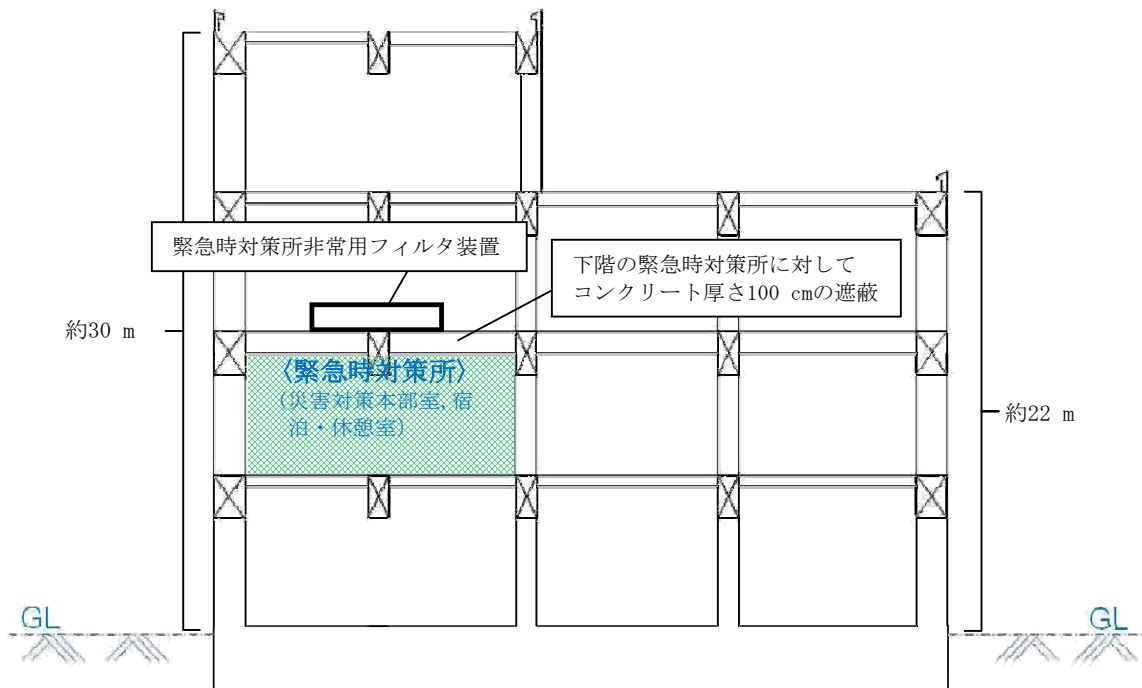 緊急時対策所非常用フィルタ装置
下階の緊急時対策所に対して
コンクリート厚さ100 cmの遮蔽
約30 m
〈緊急時対策所〉
(災害対策本部室,宿
泊・休憩室)
約22 m
GL
GL